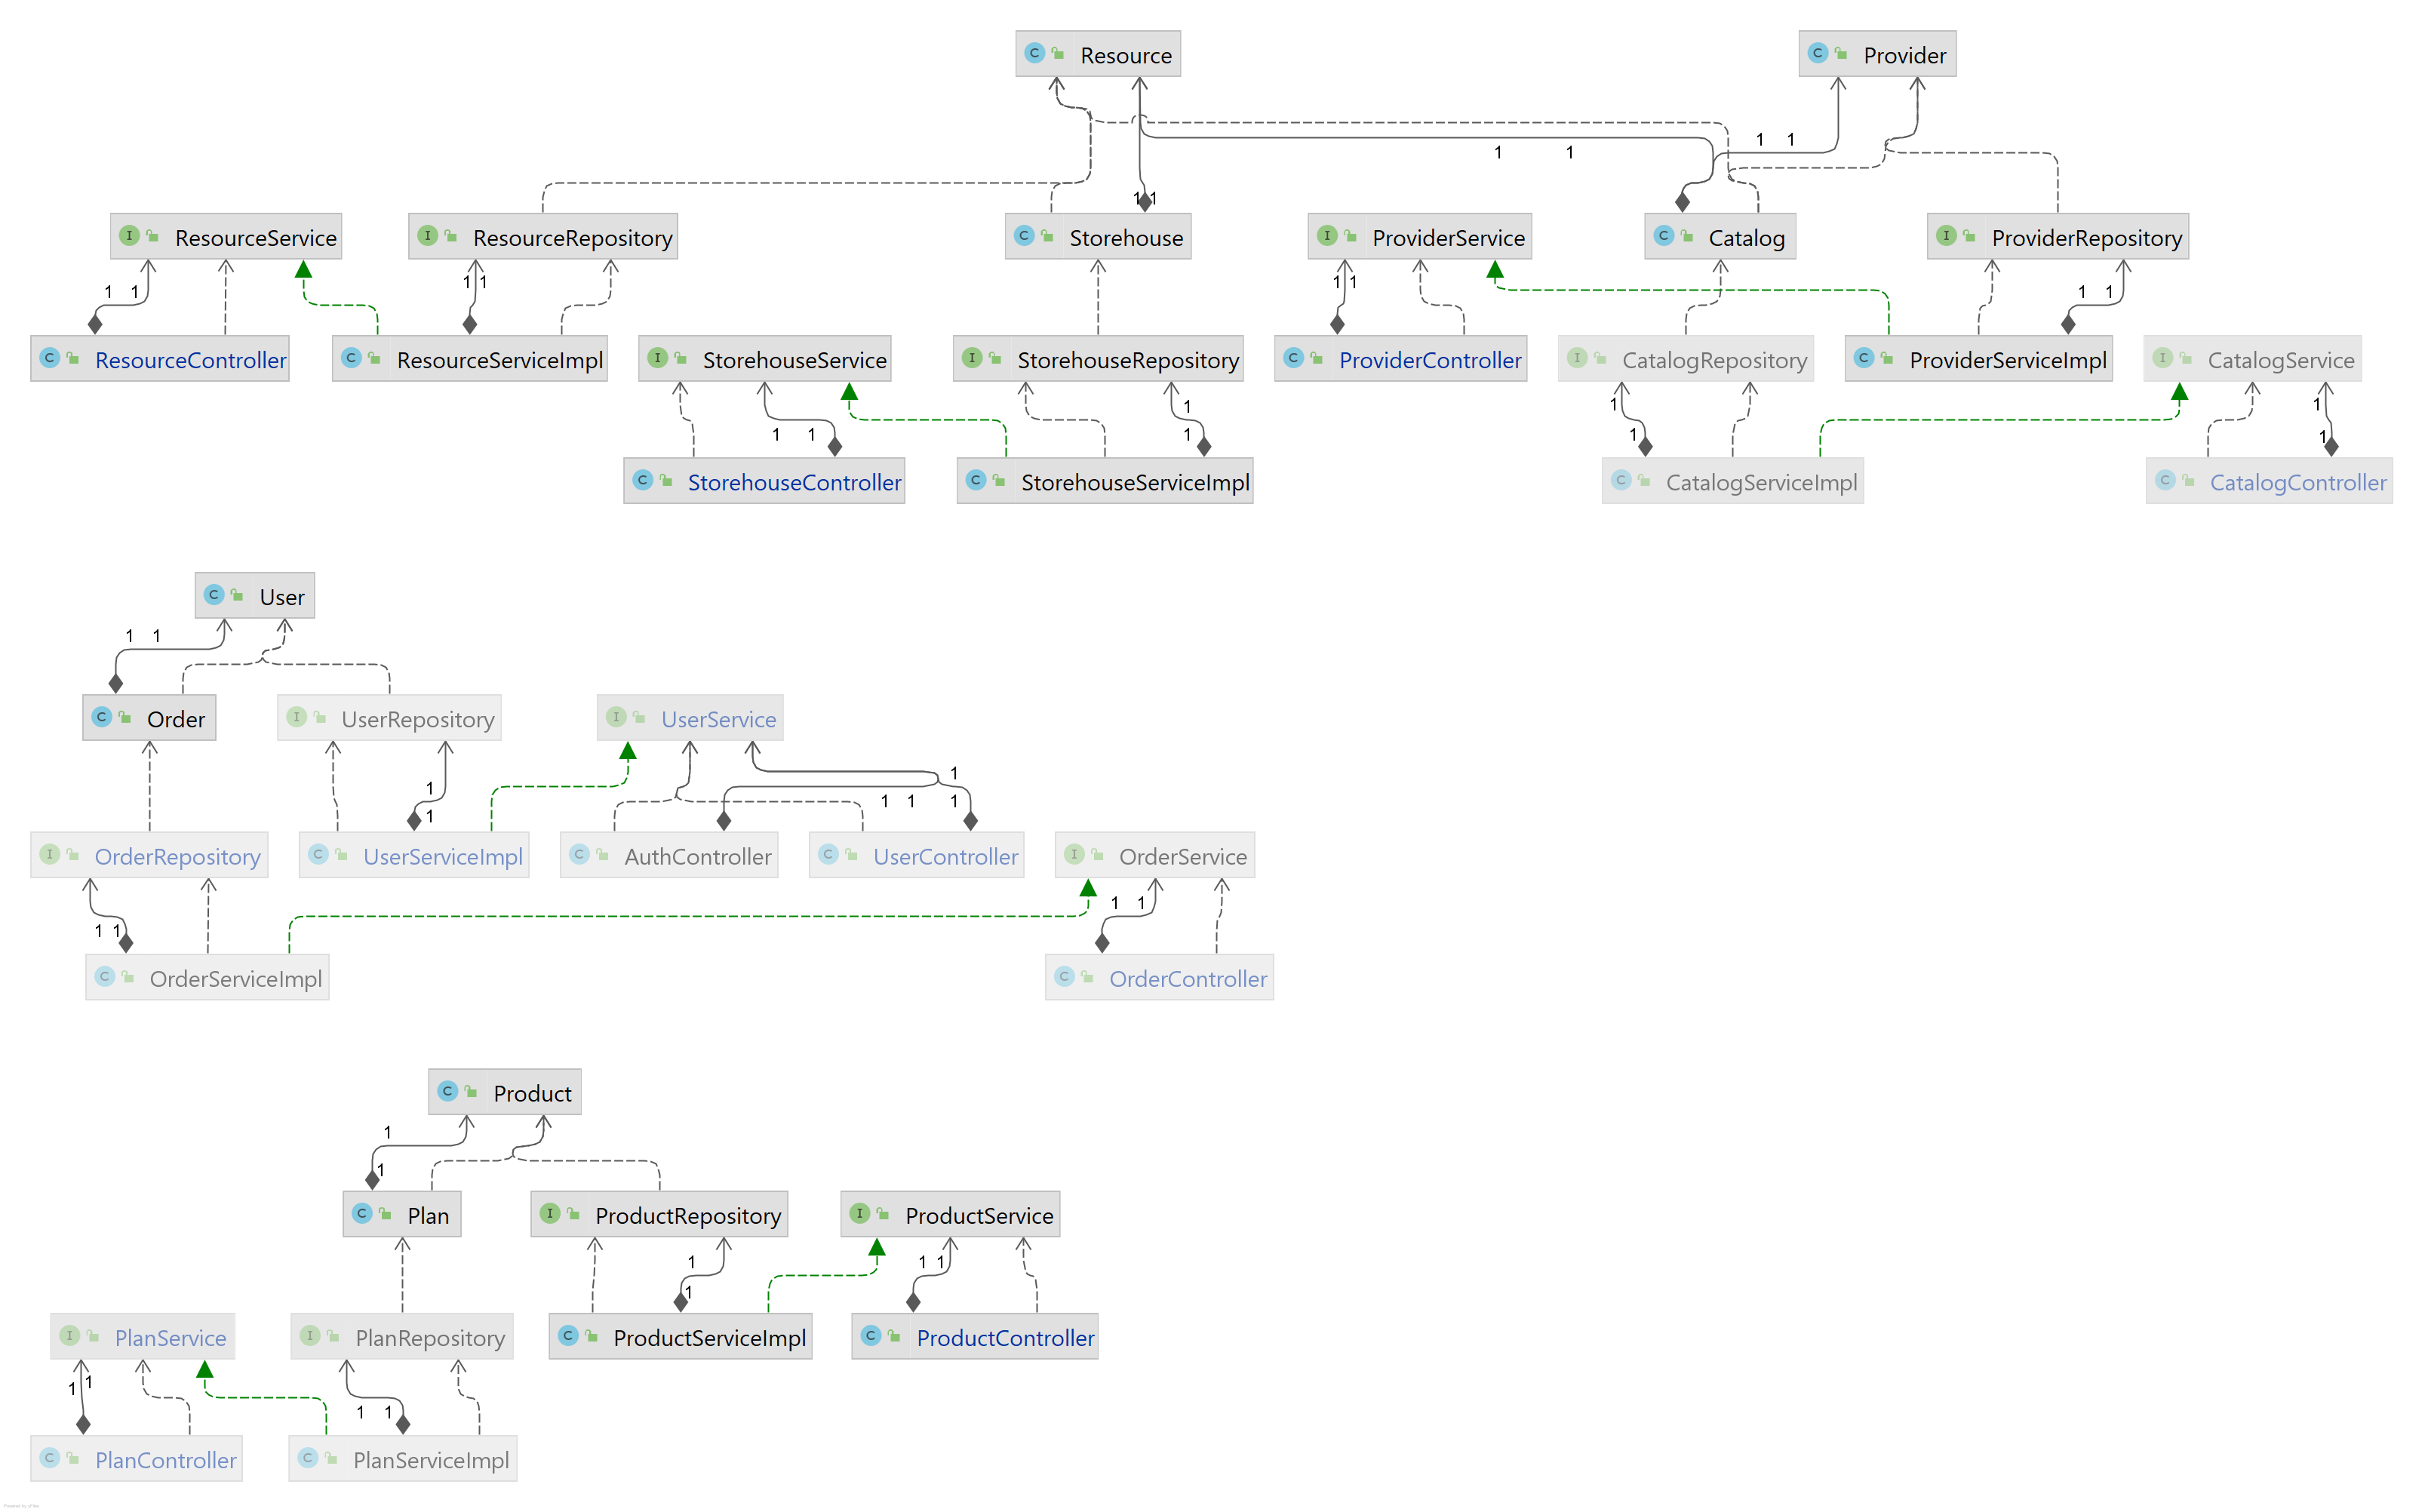 C Resource
C Provider
1 1
1 1
1 1
I ResourceService
I ResourceRepository
C Storehouse
I ProviderService
C Catalog
I ProviderRepository
1 1
1 1
1 1
1 1
C ResourceController
C ResourceServiceImpl
I StorehouseService
I StorehouseRepository
C ProviderController
I CatalogRepository
C ProviderServiceImpl
I CatalogService
1 1
1
1
1
1
1
1
C StorehouseController
C StorehouseServiceImpl
C CatalogServiceImpl
C CatalogController
C User
1 1
C Order
I UserRepository
I UserService
1
1
1 1
1
1
I OrderRepository
C UserServiceImpl
C AuthController
C UserController
I OrderService
1 1
1 1
C OrderServiceImpl
C OrderController
C Product
1
1
C Plan
I ProductRepository
I ProductService
1
1
1 1
I PlanService
I PlanRepository
C ProductServiceImpl
C ProductController
1 1
1 1
C PlanController
C PlanServiceImpl
Powered by yFiles